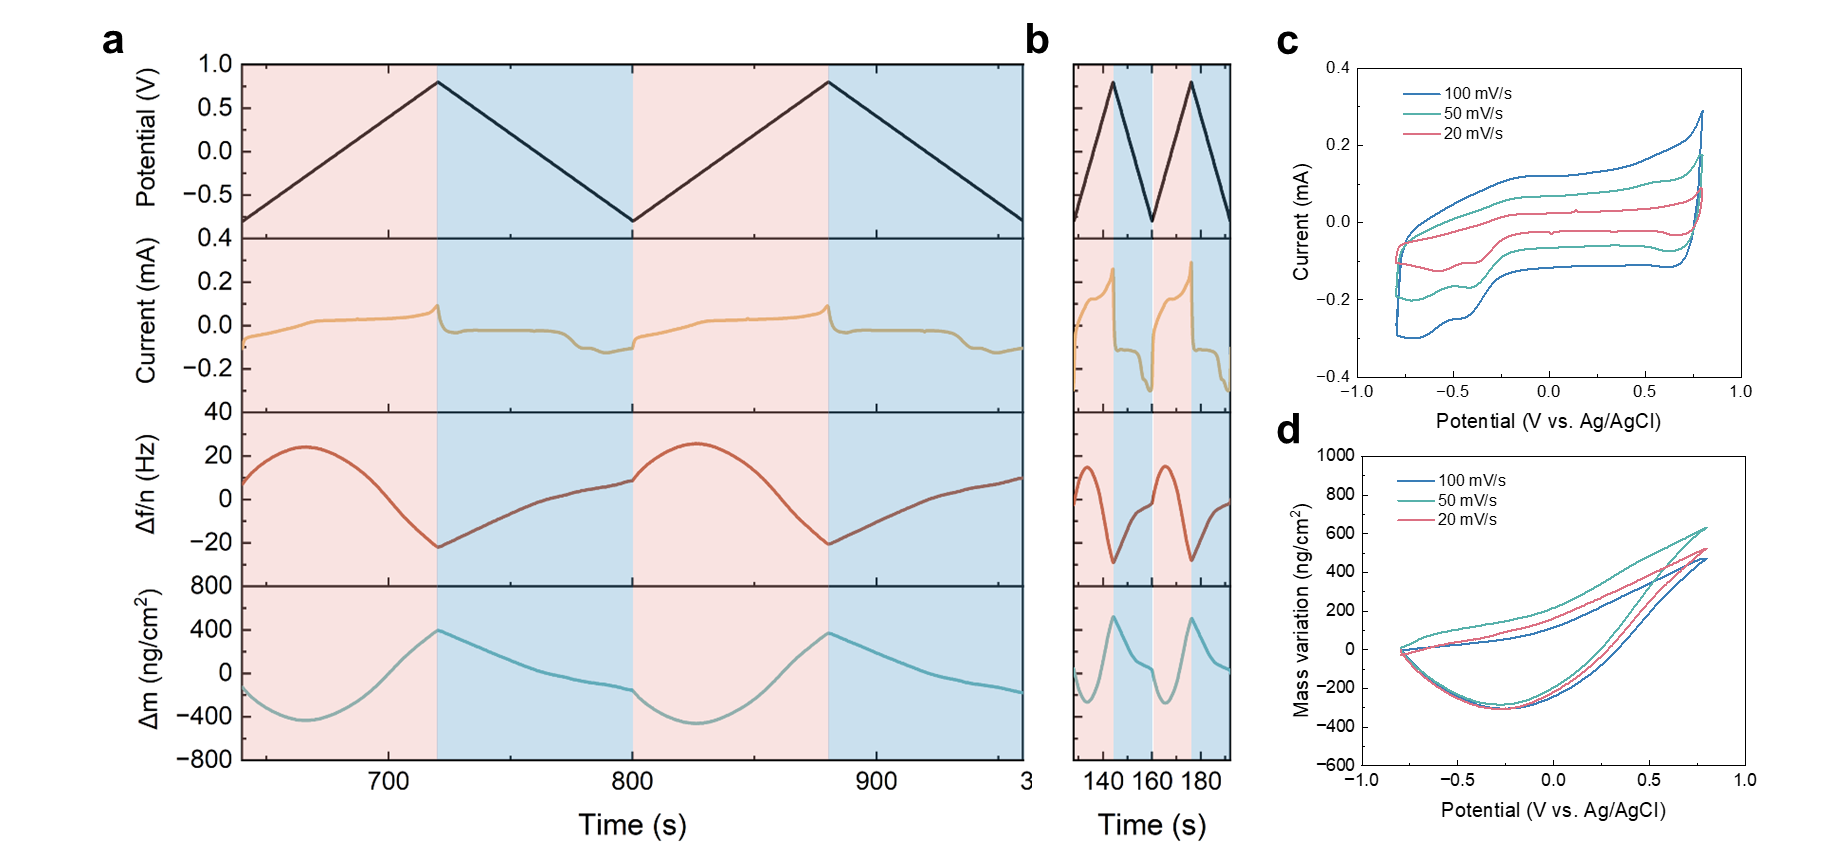 a
Potential (V)
1.0
0.5
0.0
−0.5
Current (mA)
0.4
0.2
0.0
−0.2
Δf/n (Hz)
40
20
0
−20
Δm (ng/cm²)
800
400
0
−400
−800
700
800
900
Time (s)
b
140 160 180
Time (s)
c
Current (mA)
0.4
0.2
0.0
−0.2
−0.4
100 mV/s
50 mV/s
20 mV/s
−1.0
−0.5
0.0
0.5
1.0
Potential (V vs. Ag/AgCl)
d
Mass variation (ng/cm²)
1000
800
600
400
200
0
−200
−400
−600
100 mV/s
50 mV/s
20 mV/s
−1.0
−0.5
0.0
0.5
1.0
Potential (V vs. Ag/AgCl)